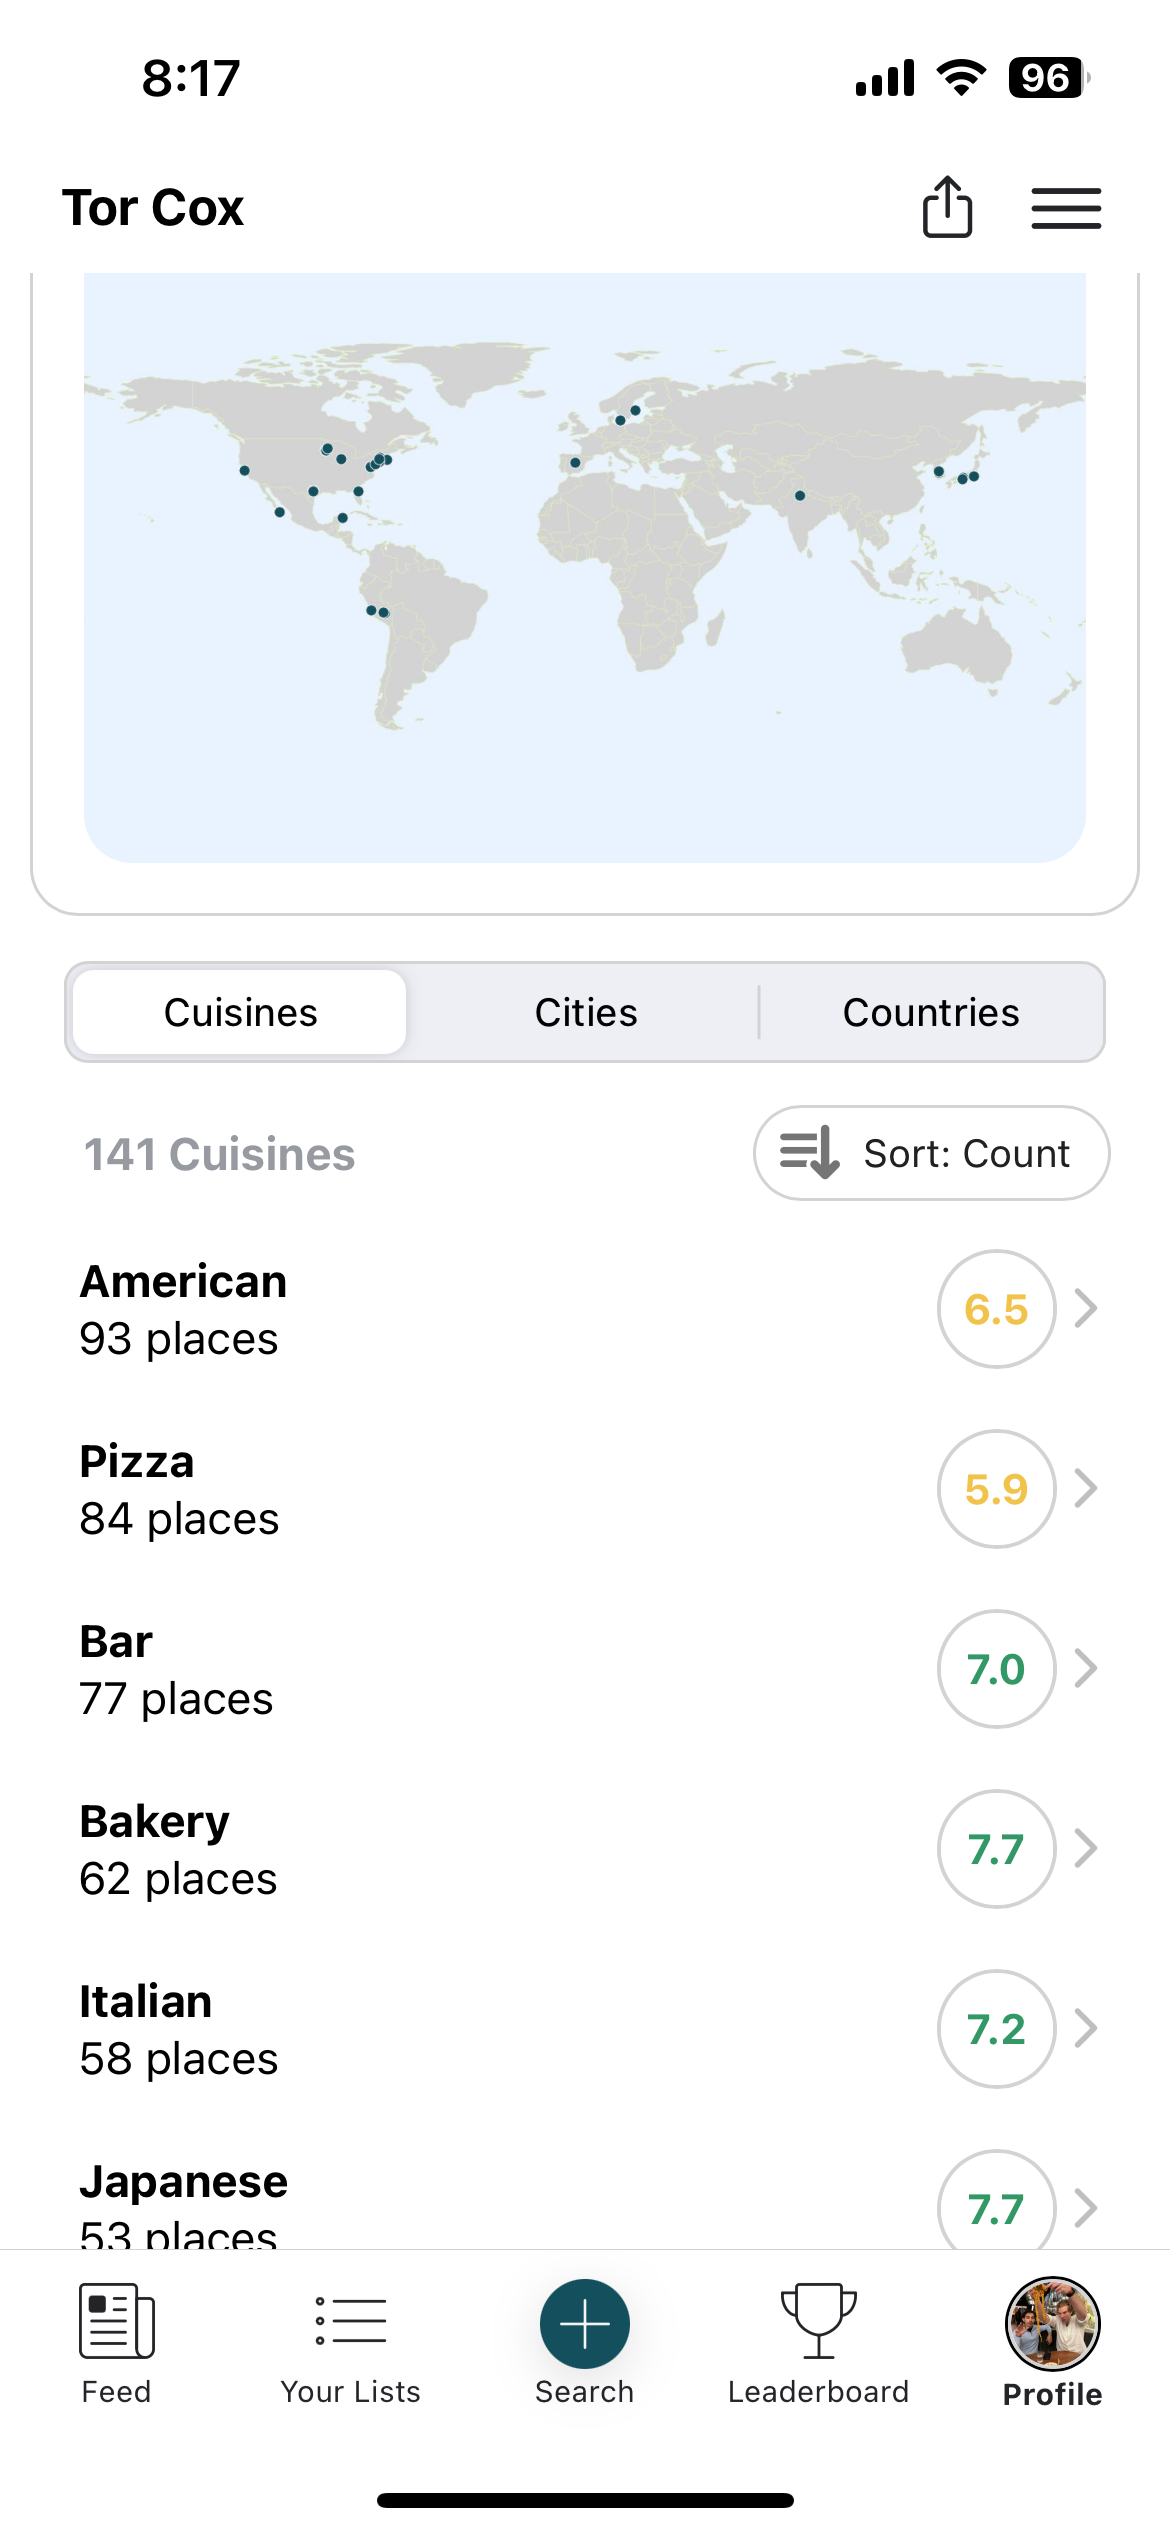 8:17
96
Tor Cox
Cuisines
Cities
Countries
141 Cuisines
Sort: Count
American
6.5
93 places
Pizza
5.9
84 places
Bar
7.0
77 places
Bakery
7.7
62 places
Italian
7.2
58 places
Japanese
7.7
53 places
Feed
Your Lists
Search
Leaderboard
Profile